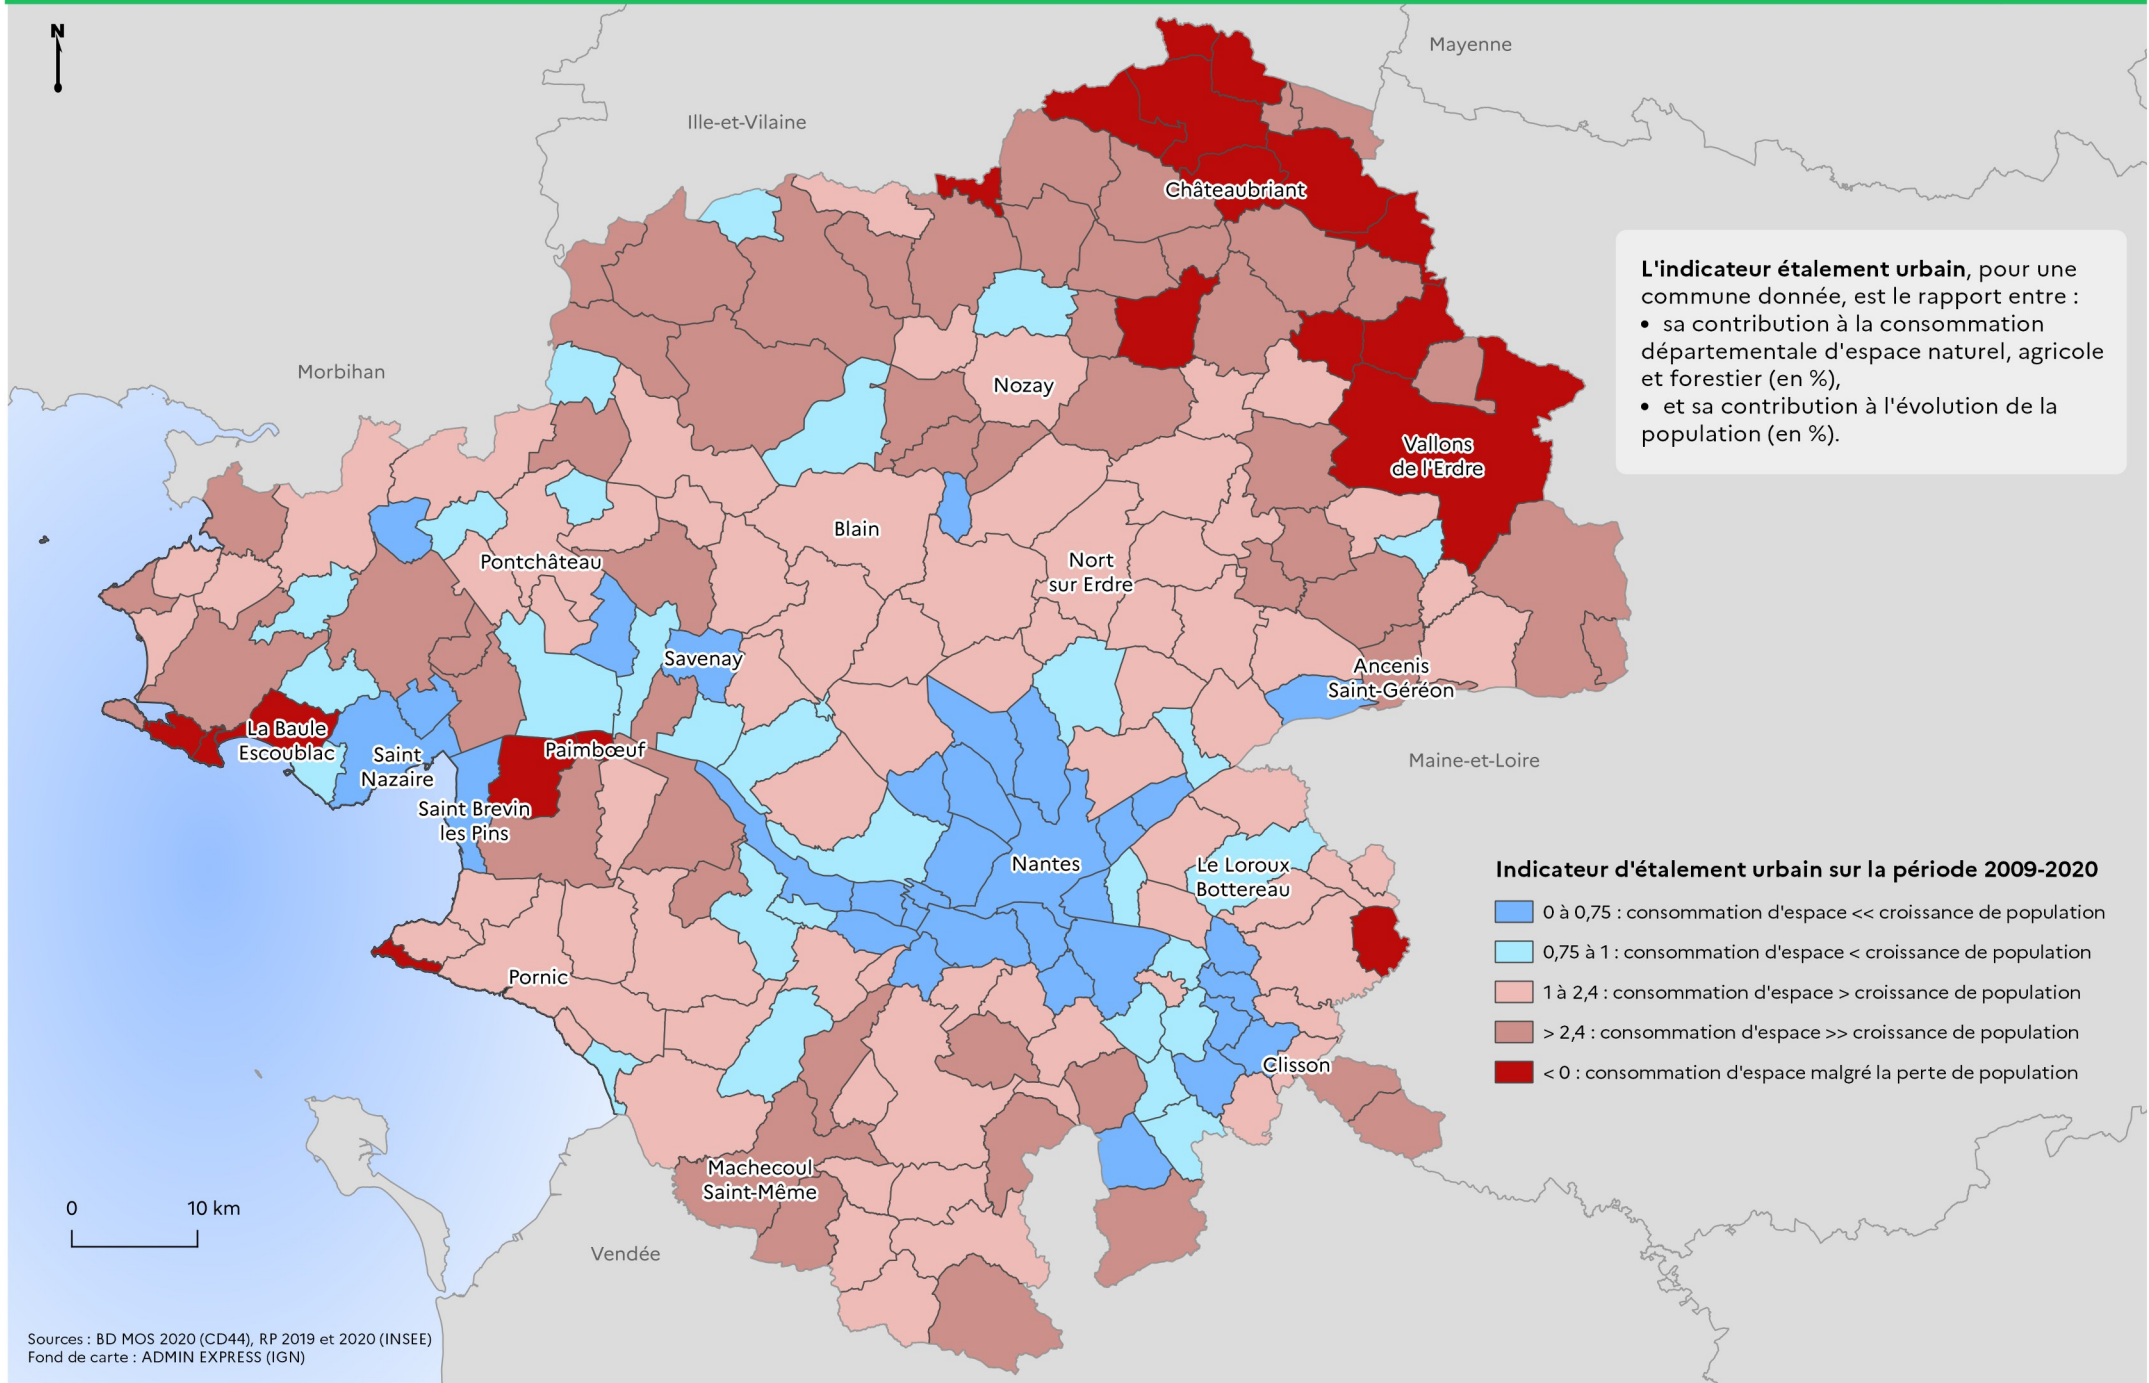 N
Mayenne
Ille-et-Vilaine
Châteaubriant
L'indicateur étalement urbain, pour une
commune donnée, est le rapport entre :
• sa contribution à la consommation
départementale d'espace naturel, agricole
et forestier (en %),
• et sa contribution à l'évolution de la
population (en %).
Morbihan
Nozay
Vallons
de l'Erdre
Blain
Pontchâteau
Nort
sur Erdre
Savenay
Ancenis
Saint-Géréon
La Baule
Escoublac
Paimbœuf
Saint
Nazaire
Maine-et-Loire
Saint Brevin
les Pins
Nantes
Le Loroux
Bottereau
Indicateur d'étalement urbain sur la période 2009-2020
0 à 0,75 : consommation d'espace << croissance de population
0,75 à 1 : consommation d'espace < croissance de population
1 à 2,4 : consommation d'espace > croissance de population
> 2,4 : consommation d'espace >> croissance de population
< 0 : consommation d'espace malgré la perte de population
Pornic
Clisson
Machecoul
Saint-Même
0 10 km
Vendée
Sources : BD MOS 2020 (CD44), RP 2019 et 2020 (INSEE)
Fond de carte : ADMIN EXPRESS (IGN)